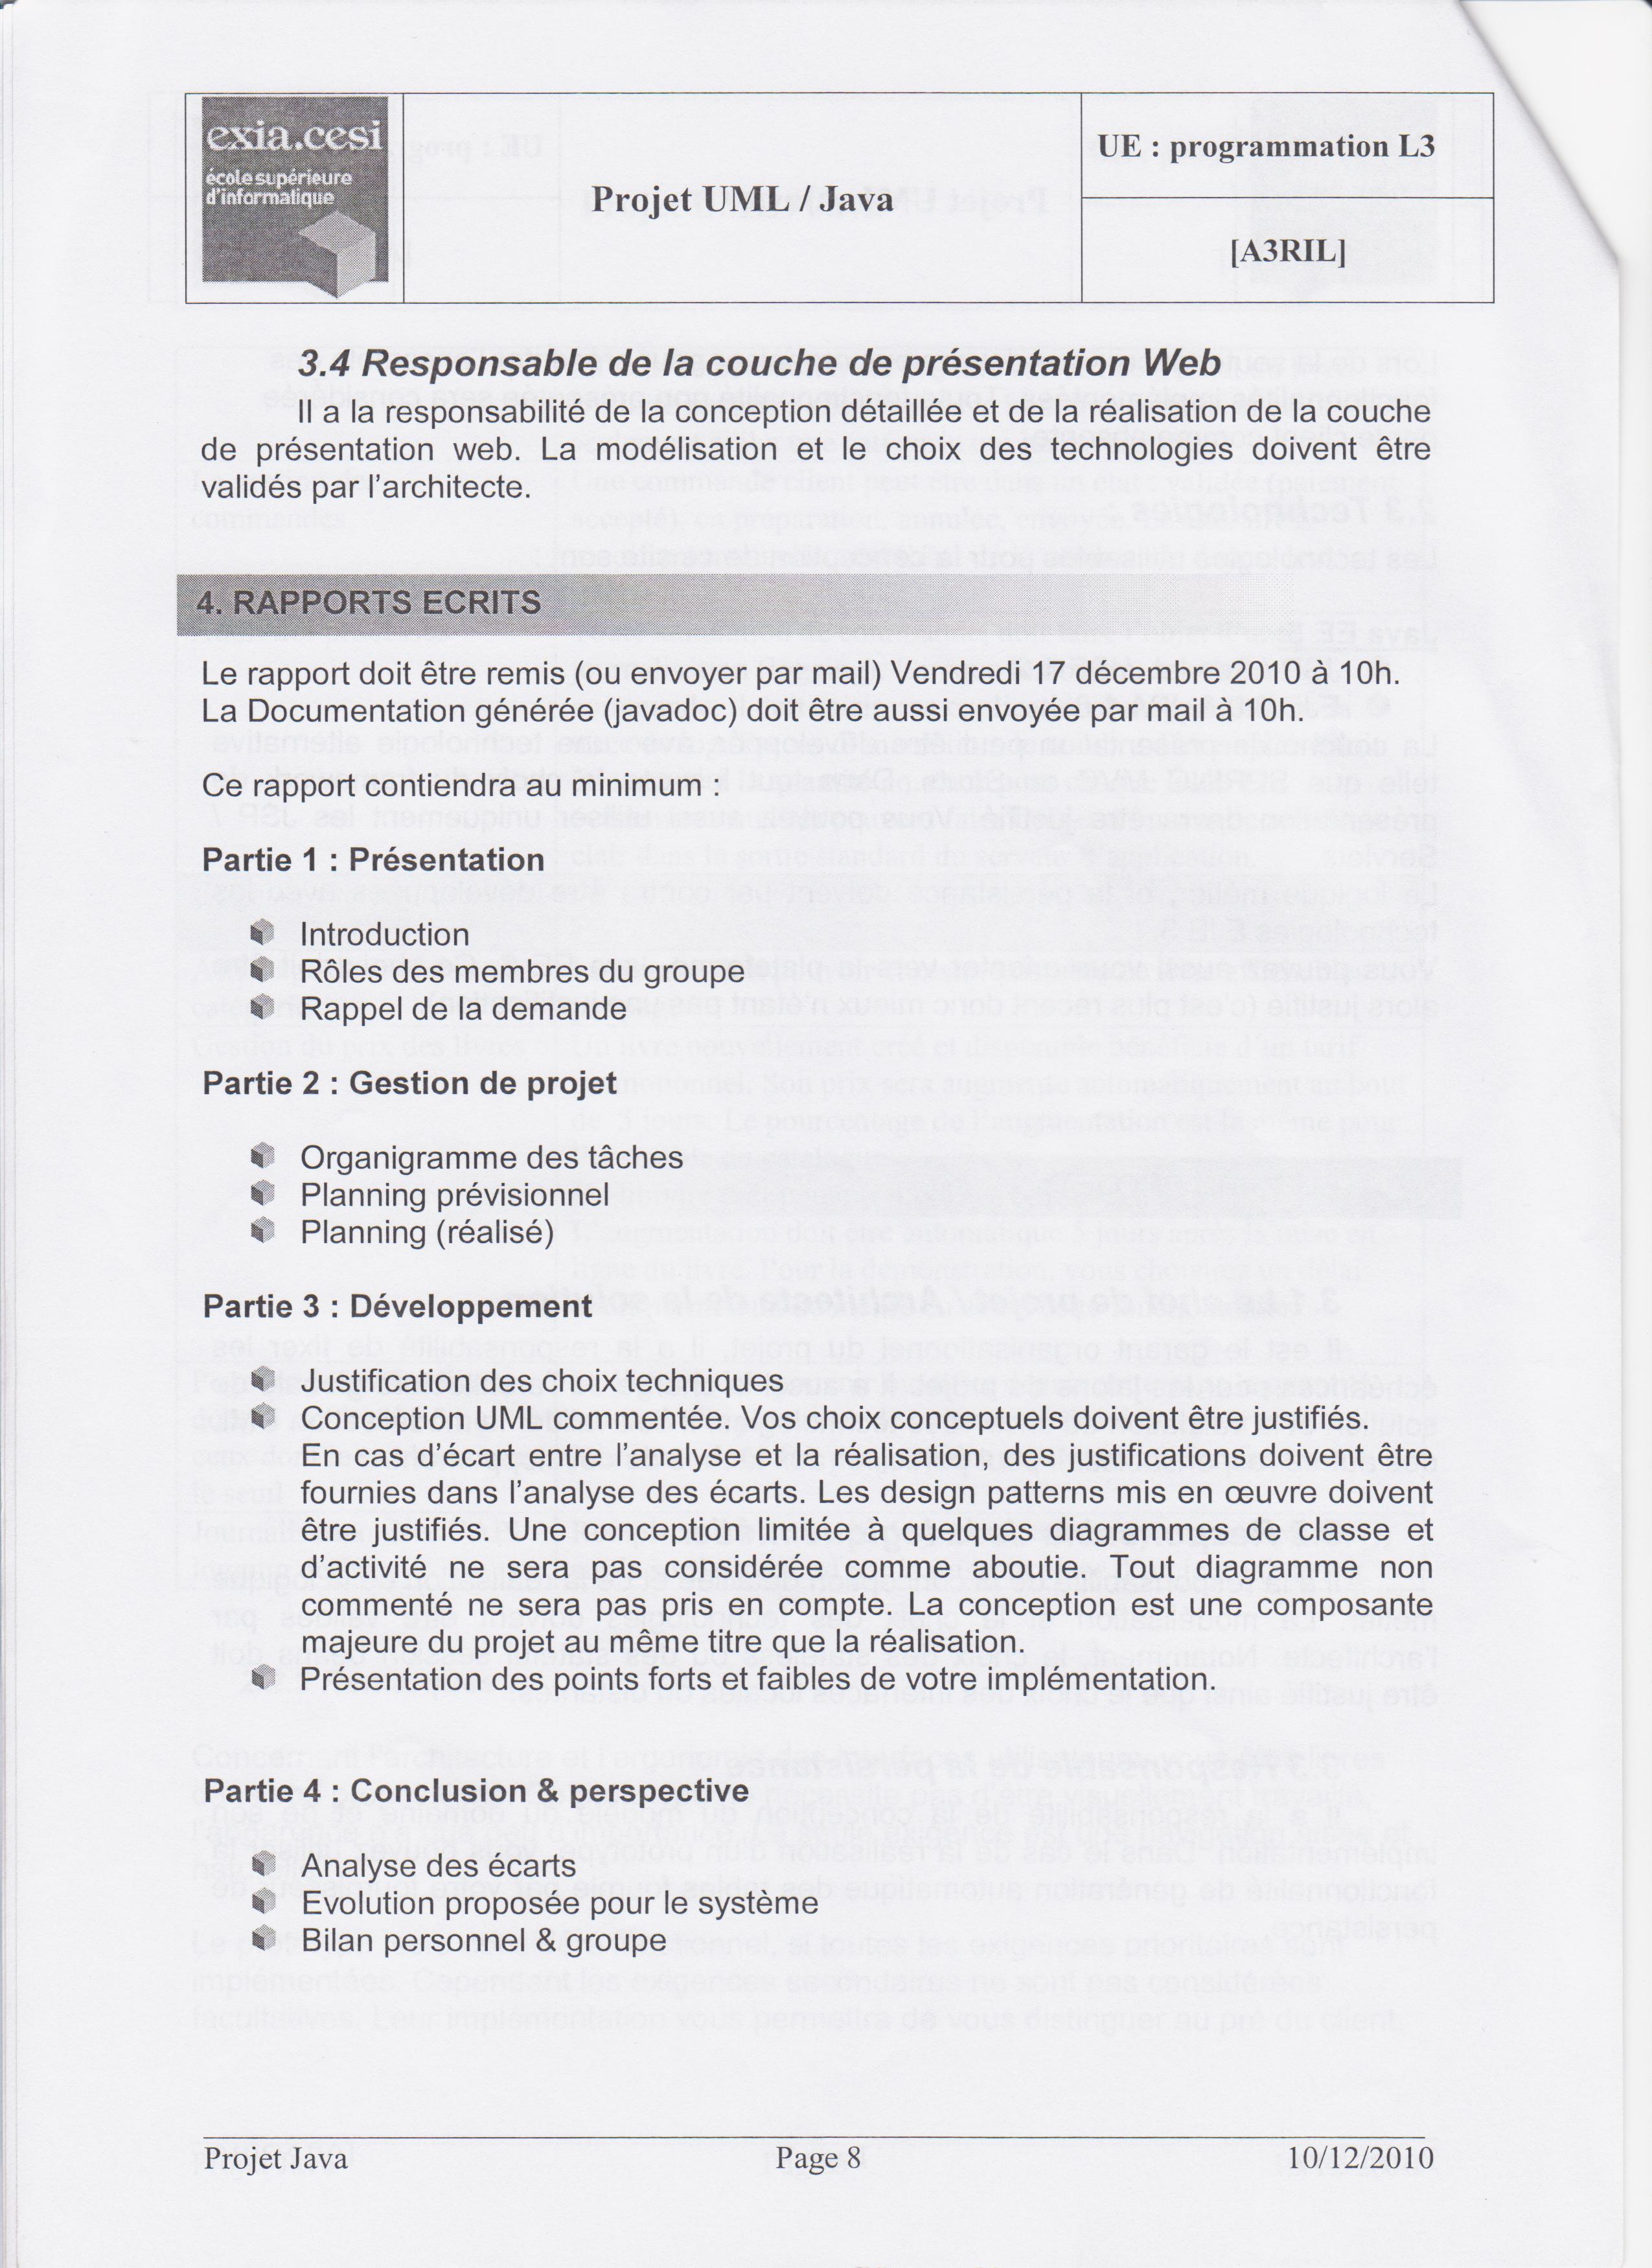 exia.cesi
école supérieure
d'informatique
Projet UML / Java
UE : programmation L3
[A3RIL]
3.4 Responsable de la couche de présentation Web
Il a la responsabilité de la conception détaillée et de la réalisation de la couche
de présentation web. La modélisation et le choix des technologies doivent être
validés par l'architecte.
4. RAPPORTS ECRITS
Le rapport doit être remis (ou envoyer par mail) Vendredi 17 décembre 2010 à 10h.
La Documentation générée (javadoc) doit être aussi envoyée par mail à 10h.
Ce rapport contiendra au minimum :
Partie 1 : Présentation
Introduction
Rôles des membres du groupe
Rappel de la demande
Partie 2 : Gestion de projet
Organigramme des tâches
Planning prévisionnel
Planning (réalisé)
Partie 3 : Développement
Justification des choix techniques
Conception UML commentée. Vos choix conceptuels doivent être justifiés.
En cas d'écart entre l'analyse et la réalisation, des justifications doivent être
fournies dans l'analyse des écarts. Les design patterns mis en œuvre doivent
être justifiés. Une conception limitée à quelques diagrammes de classe et
d'activité ne sera pas considérée comme aboutie. Tout diagramme non
commenté ne sera pas pris en compte. La conception est une composante
majeure du projet au même titre que la réalisation.
Présentation des points forts et faibles de votre implémentation.
Partie 4 : Conclusion & perspective
Analyse des écarts
Evolution proposée pour le système
Bilan personnel & groupe
Projet Java
Page 8
10/12/2010